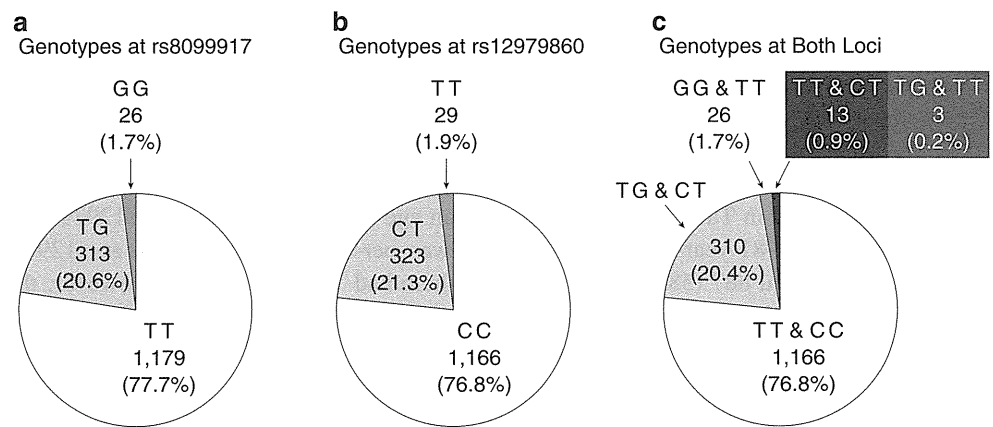 a
Genotypes at rs8099917
GG
26
(1.7%)
TG
313
(20.6%)
TT
1,179
(77.7%)
b
Genotypes at rs12979860
TT
29
(1.9%)
CT
323
(21.3%)
CC
1,166
(76.8%)
c
Genotypes at Both Loci
GG & TT
26
(1.7%)
TT & CT
13
(0.9%)
TG & TT
3
(0.2%)
TG & CT
310
(20.4%)
TT & CC
1,166
(76.8%)